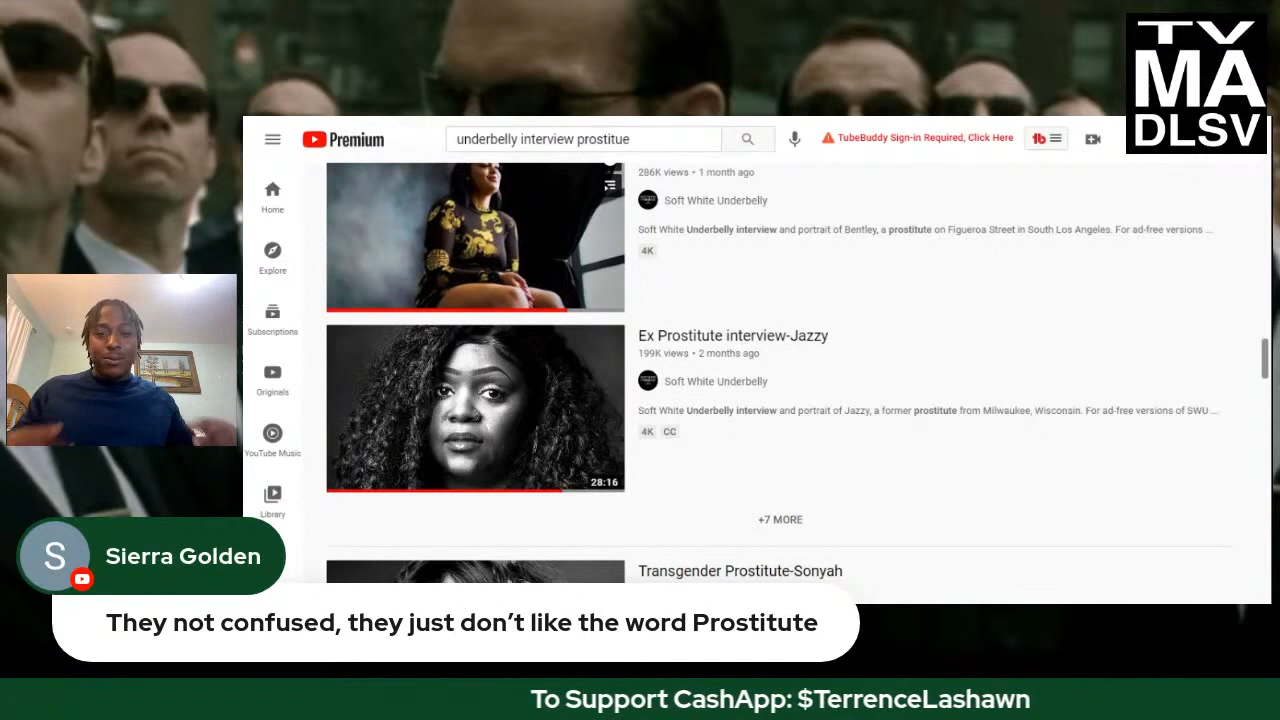 TV
MA
DLSV
Premium
underbelly interview prostitue
TubeBuddy Sign-in Required, Click Here
tb
286K views • 1 month ago
Home
Soft White Underbelly
Soft White Underbelly interview and portrait of Bentley, a prostitute on Figueroa Street in South Los Angeles. For ad-free versions ...
4K
Explore
Subscriptions
Ex Prostitute interview-Jazzy
199K views • 2 months ago
Soft White Underbelly
Originals
Soft White Underbelly interview and portrait of Jazzy, a former prostitute from Milwaukee, Wisconsin. For ad-free versions of SWU ...
4K CC
YouTube Music
28:16
Library
+7 MORE
Transgender Prostitute-Sonyah
S
Sierra Golden
They not confused, they just don’t like the word Prostitute
To Support CashApp: $TerrenceLashawn